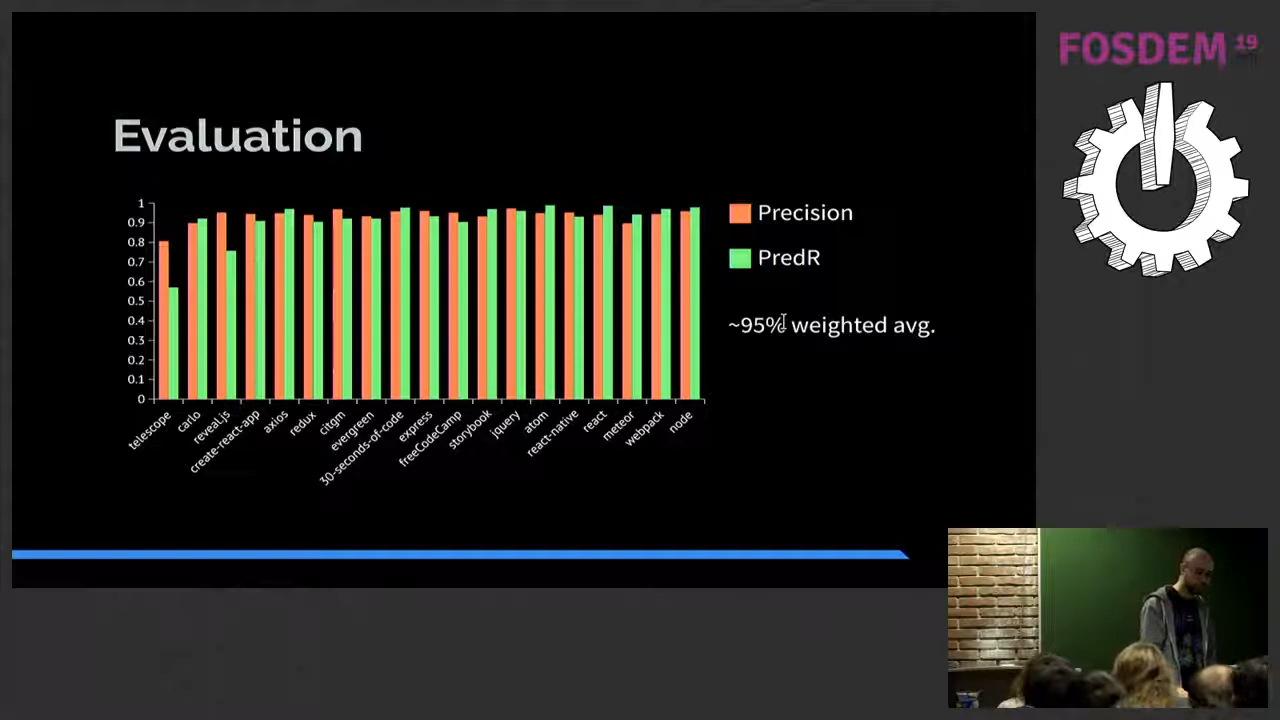 FOSDEM 19
Evaluation
1
0.9
0.8
0.7
0.6
0.5
0.4
0.3
0.2
0.1
0
telescope
carlo
reveal.js
create-react-app
axios
redux
citgm
evergreen
30-seconds-of-code
express
freeCodeCamp
storybook
jquery
atom
react-native
react
meteor
webpack
node
Precision
PredR
~95% weighted avg.